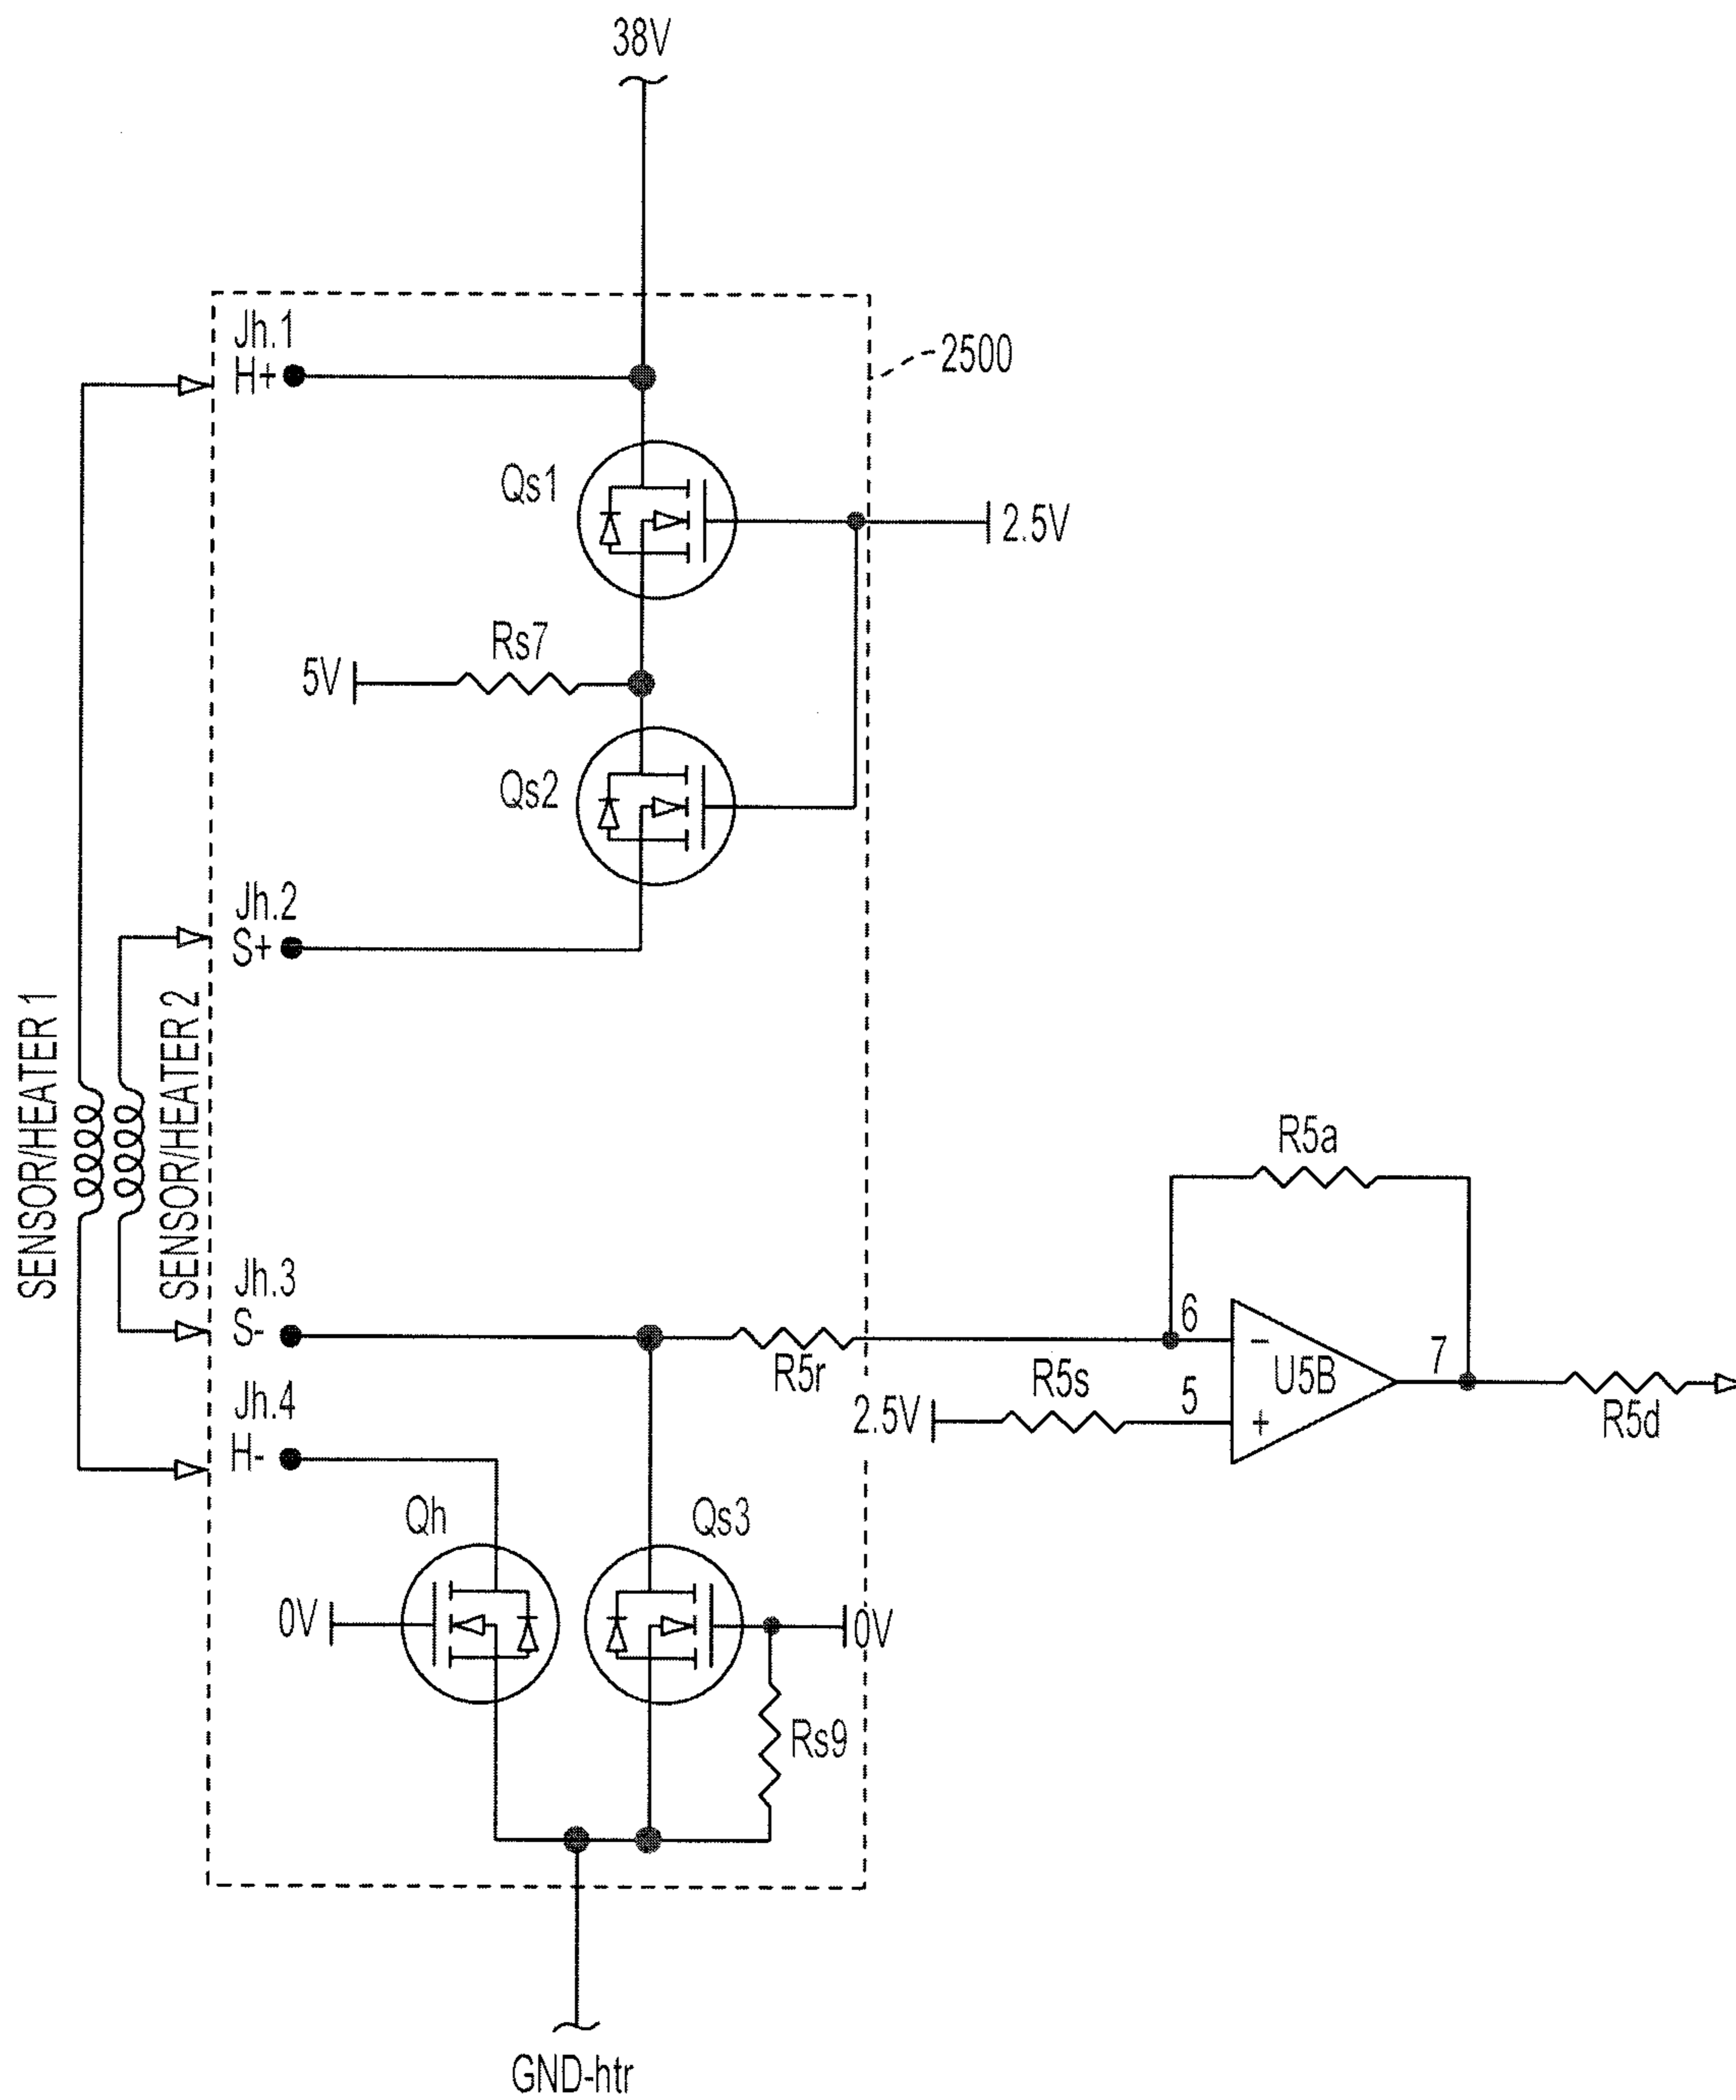 38V
Jh.1
H+
2500
Qs1
2.5V
Rs7
5V
Qs2
Jh.2
S+
SENSOR/HEATER 1
SENSOR/HEATER 2
R5a
Jh.3
S-
R5r
6
−
U5B
7
R5s
5
+
2.5V
R5d
Jh.4
H-
Qh
Qs3
0V
0V
Rs9
GND-htr